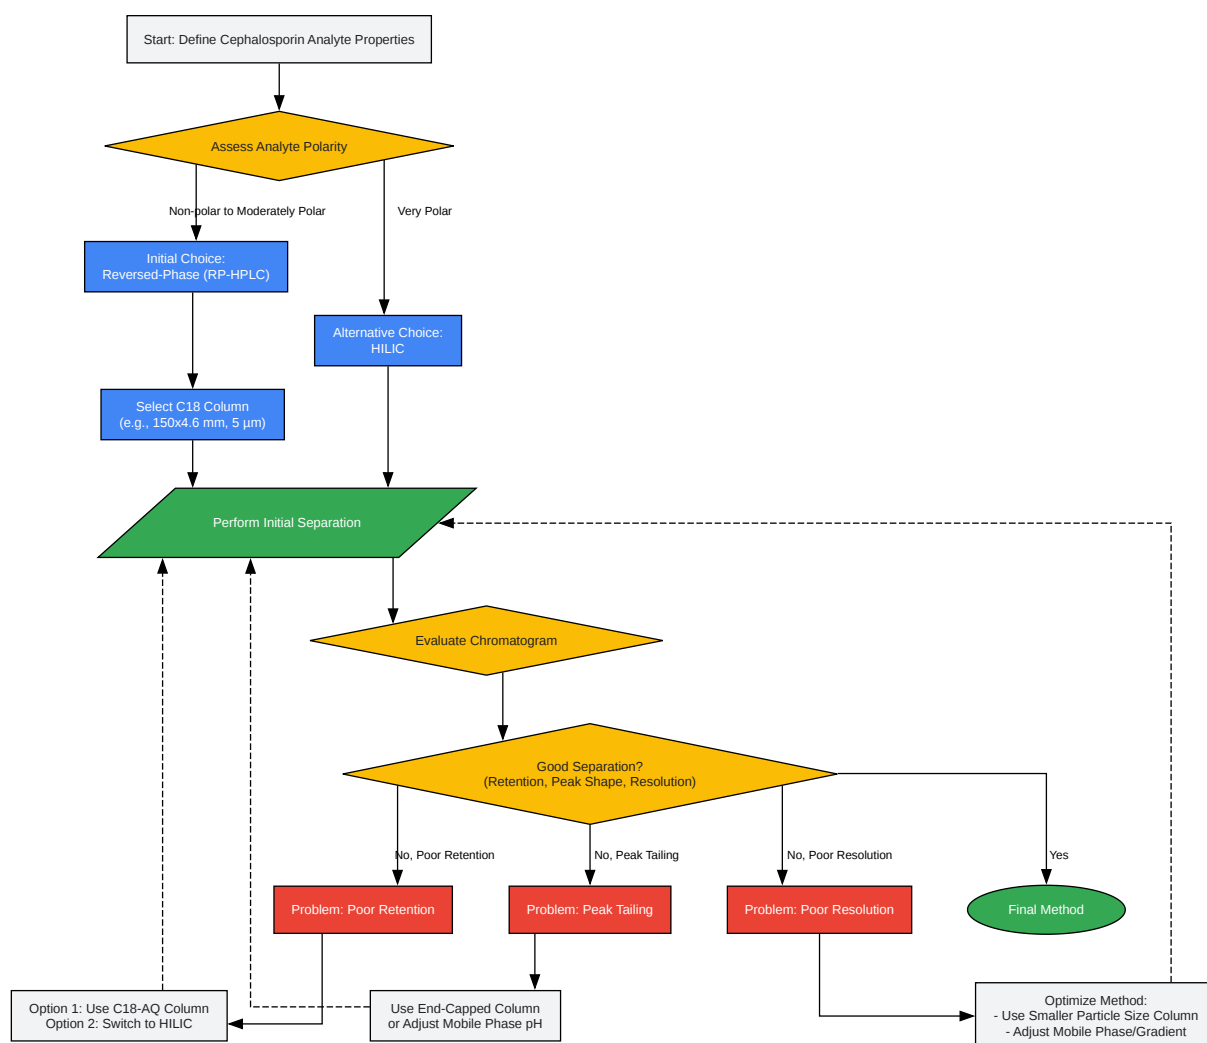 Start: Define Cephalosporin Analyte Properties
Assess Analyte Polarity
Non-polar to Moderately Polar
Very Polar
Initial Choice:
Reversed-Phase (RP-HPLC)
Alternative Choice:
HILIC
Select C18 Column
(e.g., 150x4.6 mm, 5 µm)
Perform Initial Separation
Evaluate Chromatogram
Good Separation?
(Retention, Peak Shape, Resolution)
No, Poor Retention
No, Peak Tailing
No, Poor Resolution
Yes
Problem: Poor Retention
Problem: Peak Tailing
Problem: Poor Resolution
Final Method
Option 1: Use C18-AQ Column
Option 2: Switch to HILIC
Use End-Capped Column
or Adjust Mobile Phase pH
Optimize Method:
- Use Smaller Particle Size Column
- Adjust Mobile Phase/Gradient